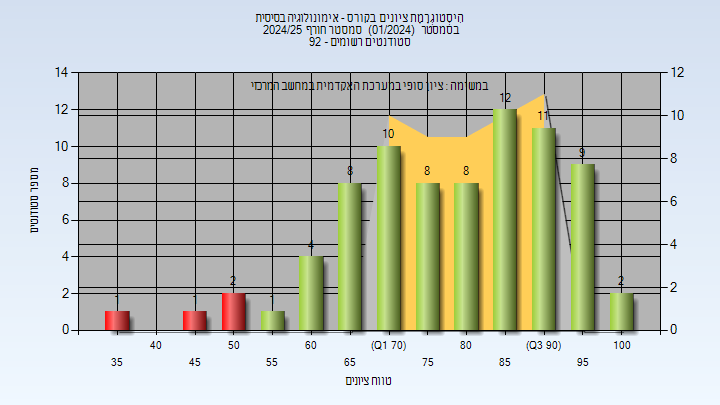 היסטוגרמת ציונים בקורס - אימונולוגיה בסיסית
בסמסטר (01/2024) סמסטר חורף 2024/25
סטודנטים רשומים - 92
במשימה : ציון סופי במערכת האקדמית במחשב המרכזי
14 12
12 10
10 8
8 6
6 4
4 2
2 0
0
מספר סטודנטים
1 1 2 1 4 8 10 8 8 12 11 9 2
40 50 60 (Q1 70) 80 (Q3 90) 100
35 45 55 65 75 85 95
טווח ציונים